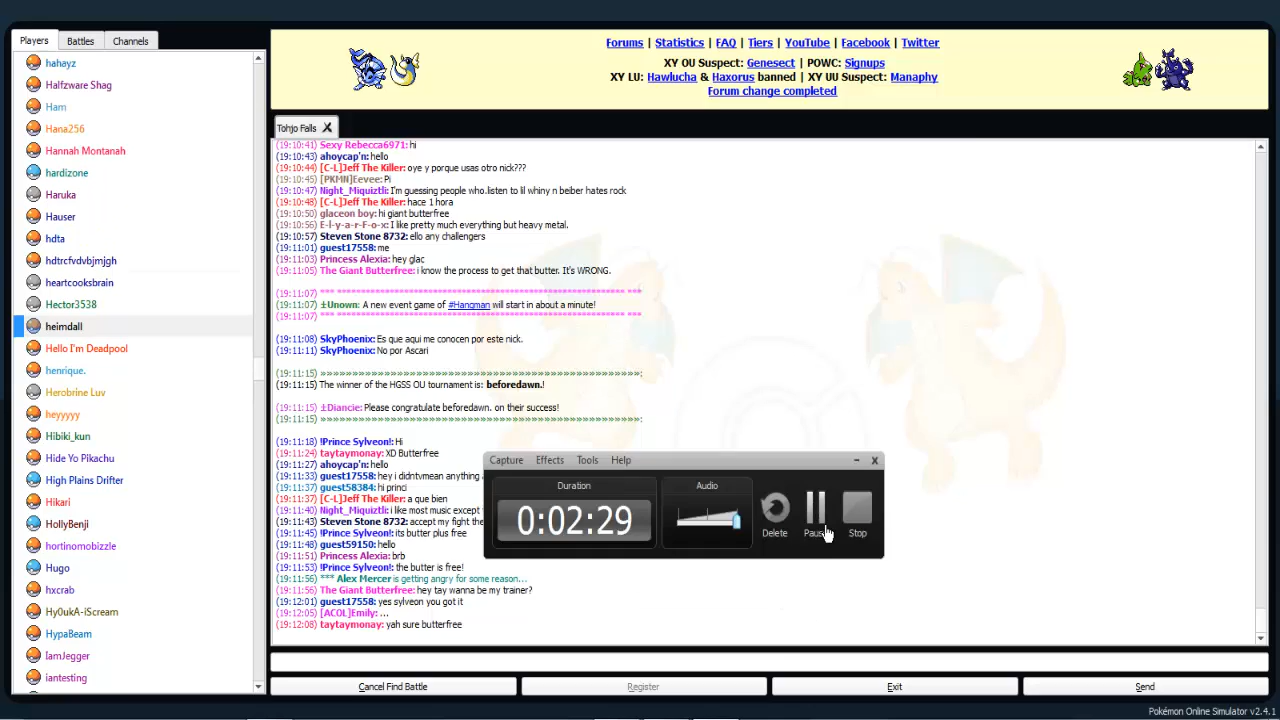 Players Battles Channels
hahayz
Halfzware Shag
Ham
Hana256
Hannah Montanah
hardizone
Haruka
Hauser
hdta
hdtrcfvdvbjmjgh
heartcooksbrain
Hector3538
heimdall
Hello I'm Deadpool
henrique.
Herobrine Luv
heyyyyy
Hibiki_kun
Hide Yo Pikachu
High Plains Drifter
Hikari
HollyBenji
hortinomobizzle
Hugo
hxcrab
Hy0ukA-iScream
HypaBeam
IamJegger
iantesting
Forums | Statistics | FAQ | Tiers | YouTube | Facebook | Twitter
XY OU Suspect: Genesect | POWC: Signups
XY LU: Hawlucha & Haxorus banned | XY UU Suspect: Manaphy
Forum change completed
Tohjo Falls X
(19:10:41) Sexy Rebecca6971: hi
(19:10:43) ahoycap'n: hello
(19:10:44) [C-L]Jeff The Killer: oye y porque usas otro nick???
(19:10:45) [PKMN]Eevee: Pi
(19:10:47) Night_Miquiztli: I'm guessing people who.listen to lil whiny n beiber hates rock
(19:10:48) [C-L]Jeff The Killer: hace 1 hora
(19:10:50) glaceon boy: hi giant butterfree
(19:10:56) E-l-y-a-r-F-o-x: I like pretty much everything but heavy metal.
(19:10:57) Steven Stone 8732: ello any challengers
(19:11:01) guest17558: me
(19:11:03) Princess Alexia: hey glac
(19:11:05) The Giant Butterfree: i know the process to get that butter. It's WRONG.
(19:11:07)
(19:11:07) ±Unown: A new event game of #Hangman will start in about a minute!
(19:11:07)
(19:11:08) SkyPhoenix: Es que aqui me conocen por este nick.
(19:11:11) SkyPhoenix: No por Ascari
(19:11:15)
(19:11:15) The winner of the HGSS OU tournament is: beforedawn.!
(19:11:15) ±Diancie: Please congratulate beforedawn. on their success!
(19:11:15)
(19:11:18) !Prince Sylveon!: Hi
(19:11:24) taytaymonay: XD Butterfree
(19:11:27) ahoycap'n: hello
(19:11:33) guest17558: hey i didntvmean anything
(19:11:37) guest58384: hi princi
(19:11:37) [C-L]Jeff The Killer: a que bien
(19:11:40) Night_Miquiztli: i like most music except
(19:11:43) Steven Stone 8732: accept my fight the
(19:11:45) !Prince Sylveon!: its butter plus free
(19:11:48) guest59150: hello
(19:11:51) Princess Alexia: brb
(19:11:53) !Prince Sylveon!: the butter is free!
(19:11:56) *** Alex Mercer is getting angry for some reason...
(19:11:56) The Giant Butterfree: hey tay wanna be my trainer?
(19:12:01) guest17558: yes sylveon you got it
(19:12:05) [ACOL]Emily: ...
(19:12:08) taytaymonay: yah sure butterfree
Capture Effects Tools Help – X
Duration
0:02:29
Audio
Delete Paus Stop
Cancel Find Battle Register Exit Send
Pokémon Online Simulator v2.4.1